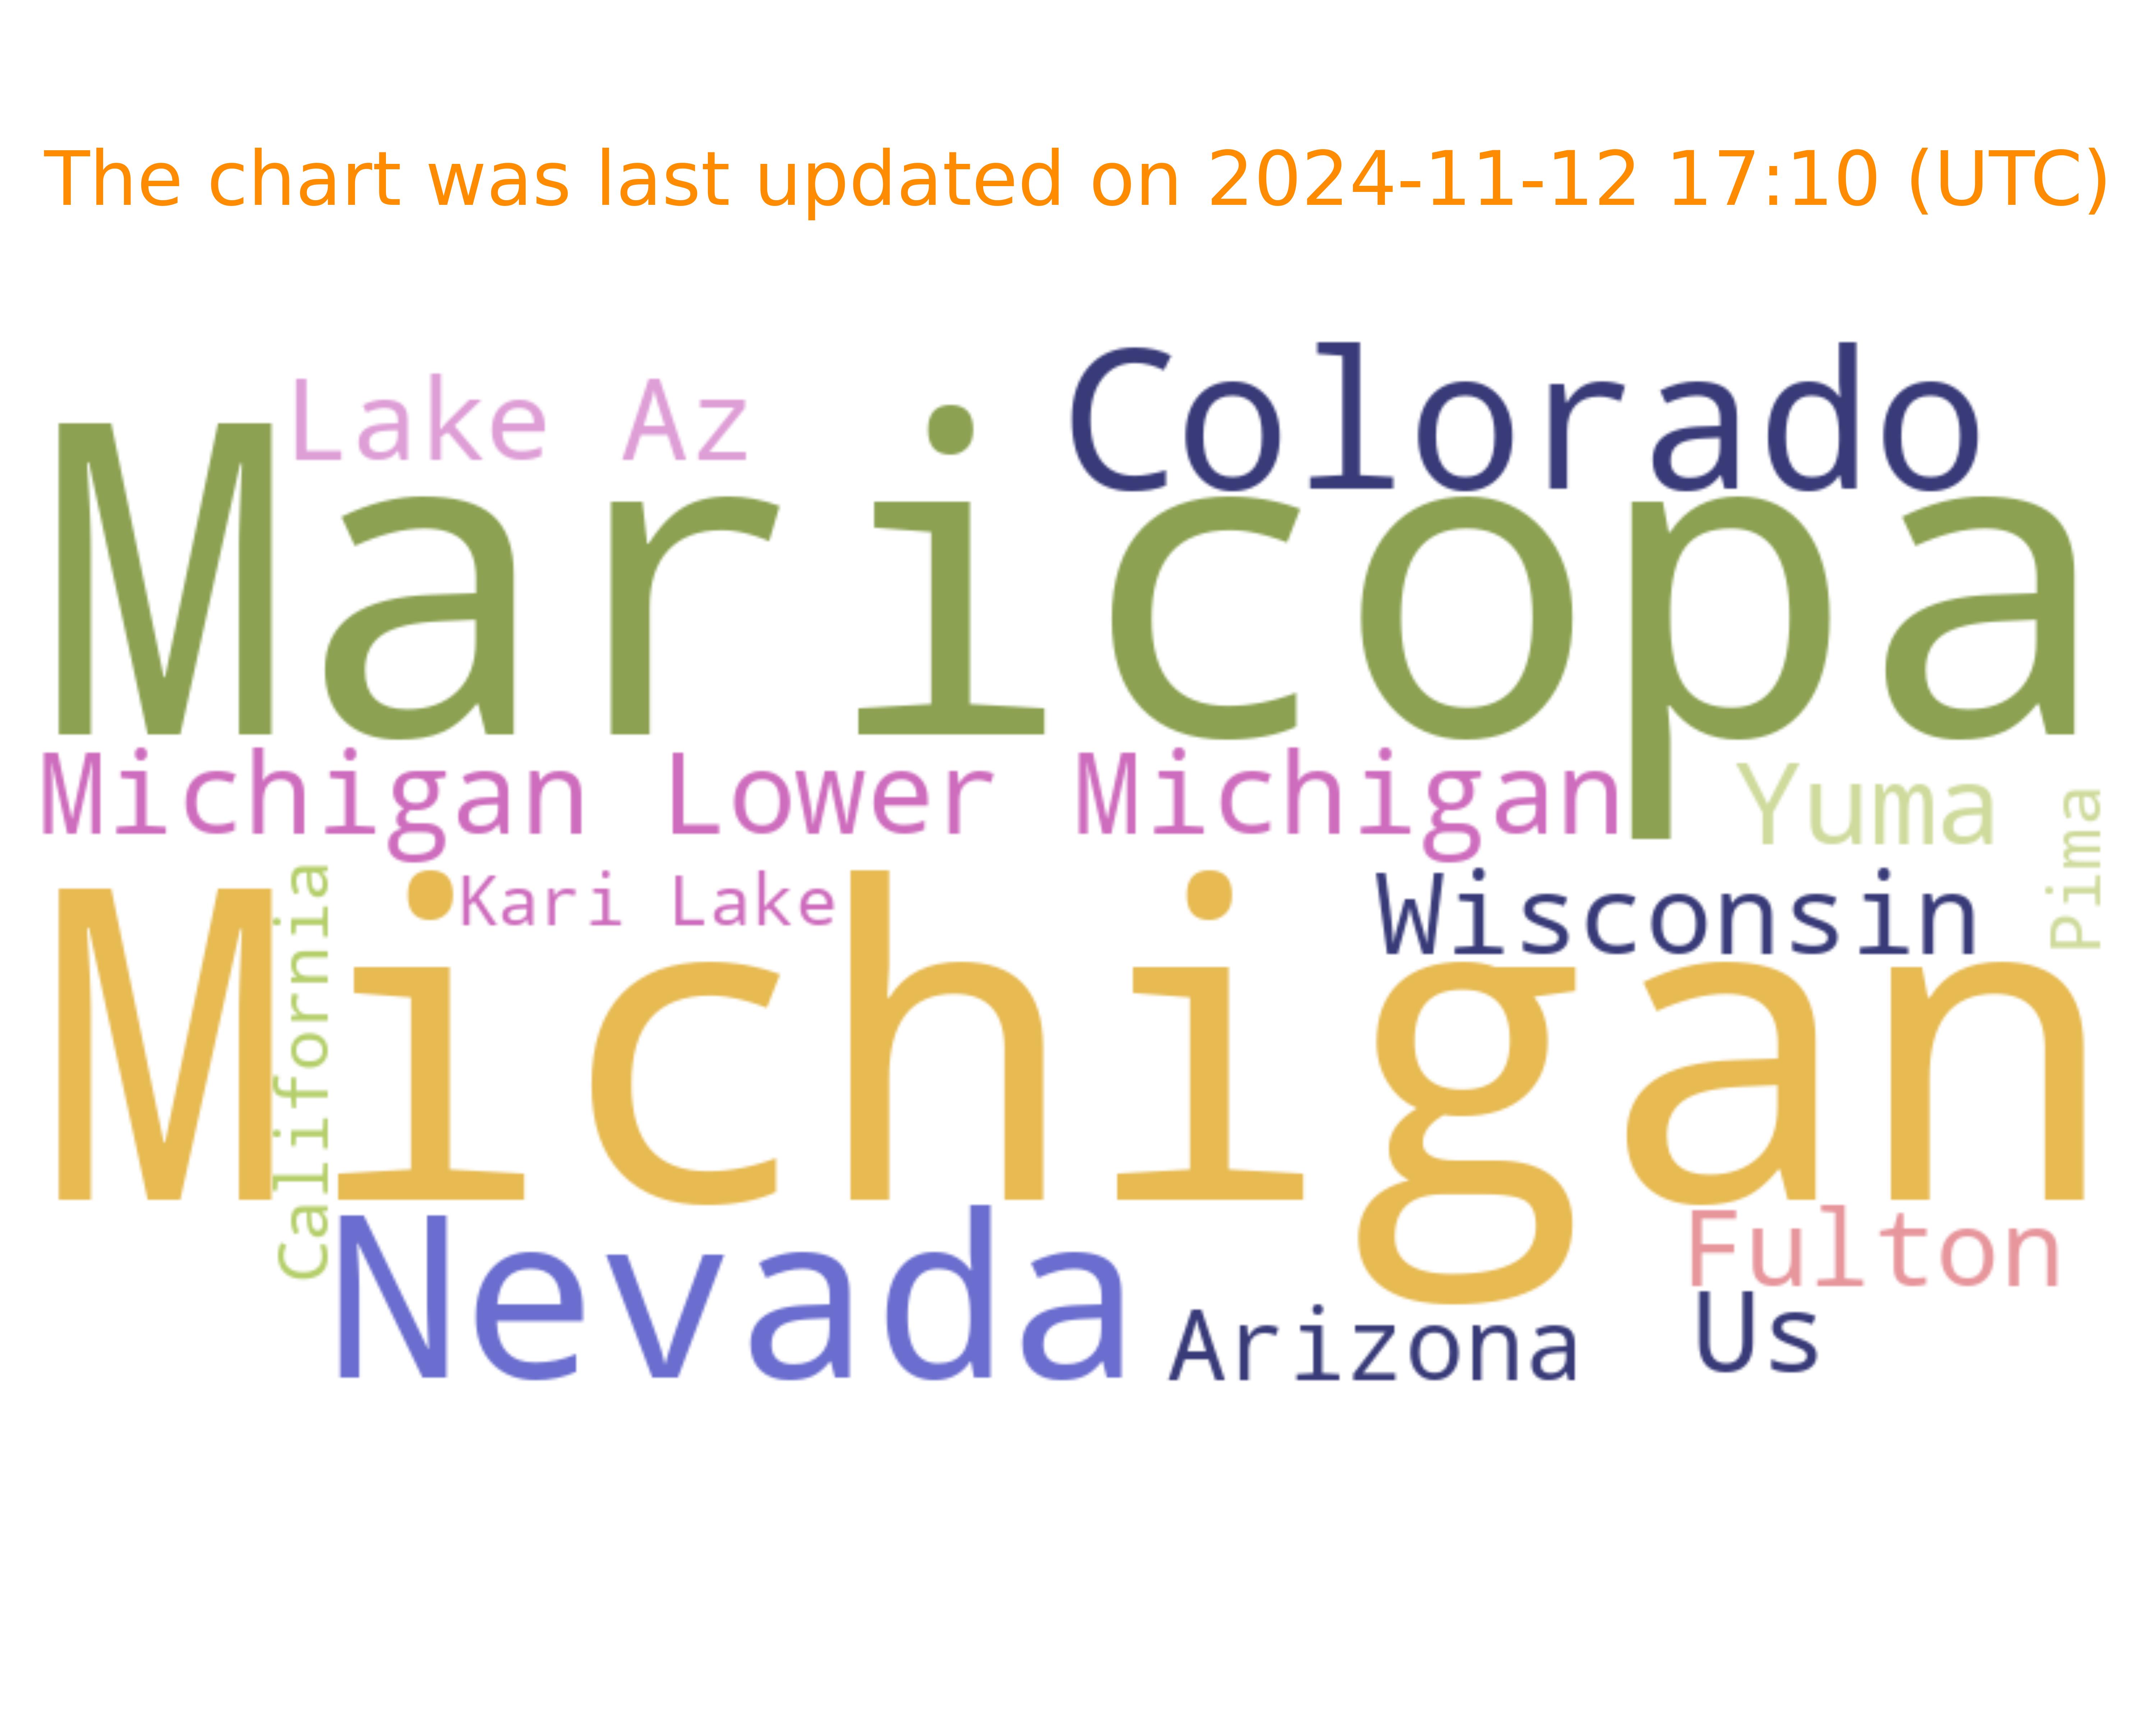 The chart was last updated on 2024-11-12 17:10 (UTC)
Colorado
Lake Az
Maricopa
Michigan Lower Michigan
Yuma
Pima
California
Kari Lake
Wisconsin
Michigan
Nevada
Fulton
Arizona
Us